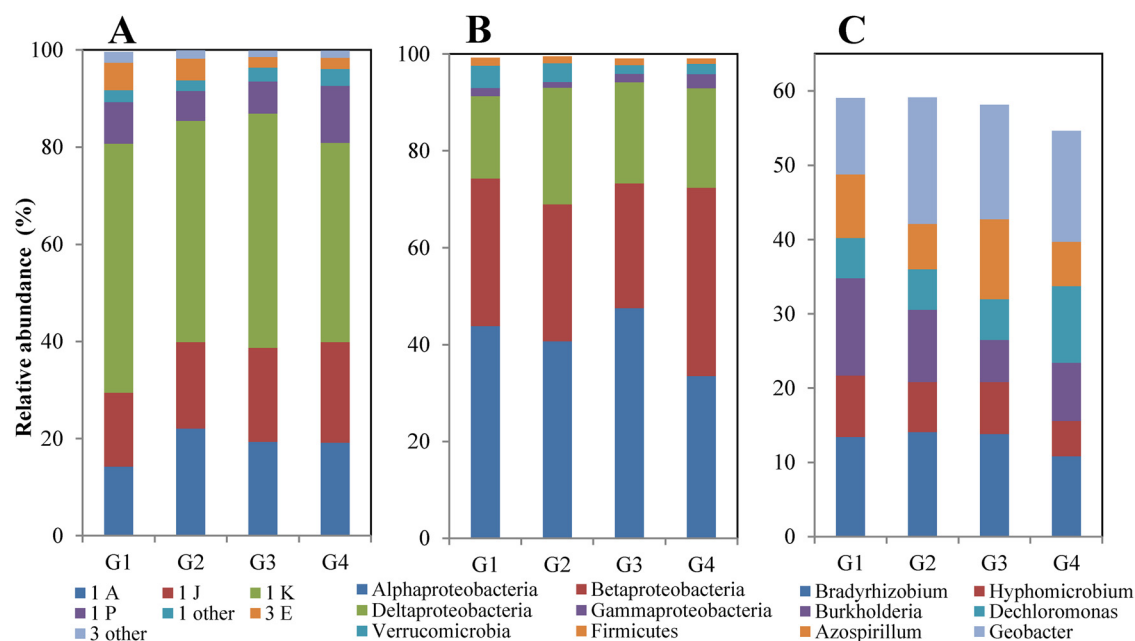 A
B
C
Relative abundance (%)
100
80
60
40
20
0
G1 G2 G3 G4
1 A 1 J 1 K
1 P 1 other 3 E
3 other
100
80
60
40
20
0
G1 G2 G3 G4
Alphaproteobacteria Betaproteobacteria
Deltaproteobacteria Gammaproteobacteria
Verrucomicrobia Firmicutes
60
50
40
30
20
10
0
G1 G2 G3 G4
Bradyrhizobium Hyphomicrobium
Burkholderia Dechloromonas
Azospirillum Geobacter